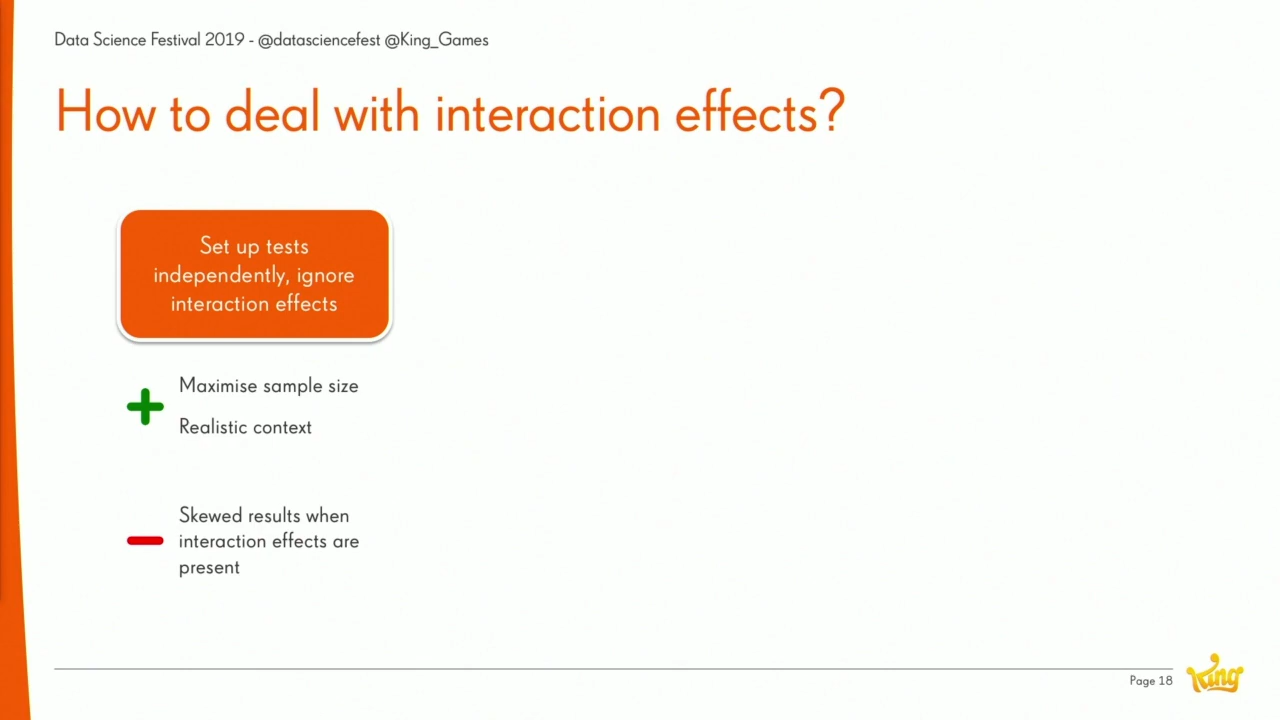 Data Science Festival 2019 - @datasciencefest @King_Games
How to deal with interaction effects?
Set up tests
independently, ignore
interaction effects
Maximise sample size
Realistic context
Skewed results when
interaction effects are
present
Page 18
King